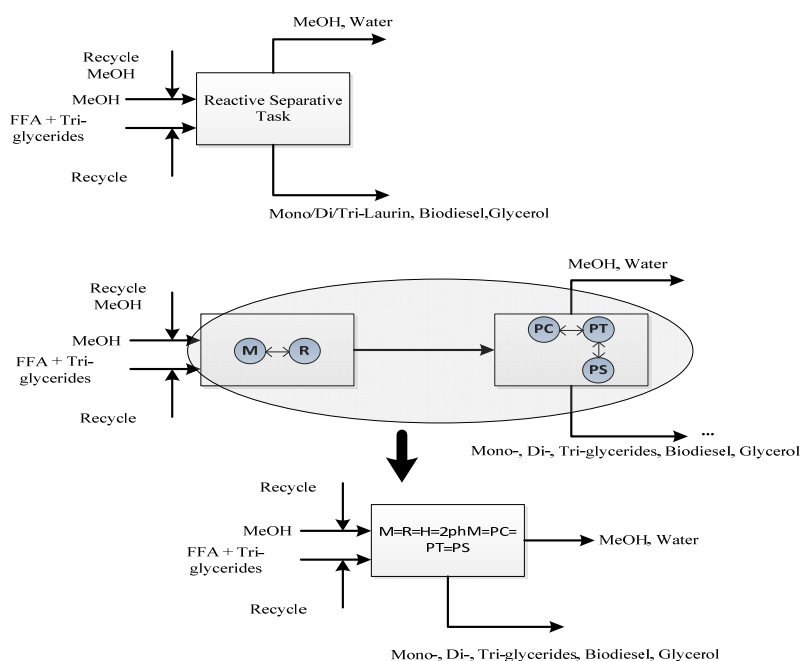 MeOH, Water
Recycle
MeOH
MeOH
FFA + Tri-
glycerides
Reactive Separative
Task
Recycle
Mono/Di/Tri-Laurin, Biodiesel,Glycerol
MeOH, Water
Recycle
MeOH
MeOH
FFA + Tri-
glycerides
M
R
PC
PT
PS
Recycle
...
Mono-, Di-, Tri-glycerides, Biodiesel, Glycerol
Recycle
MeOH
FFA + Tri-
glycerides
M=R=H=2phM=PC=
PT=PS
MeOH, Water
Recycle
Mono-, Di-, Tri-glycerides, Biodiesel, Glycerol